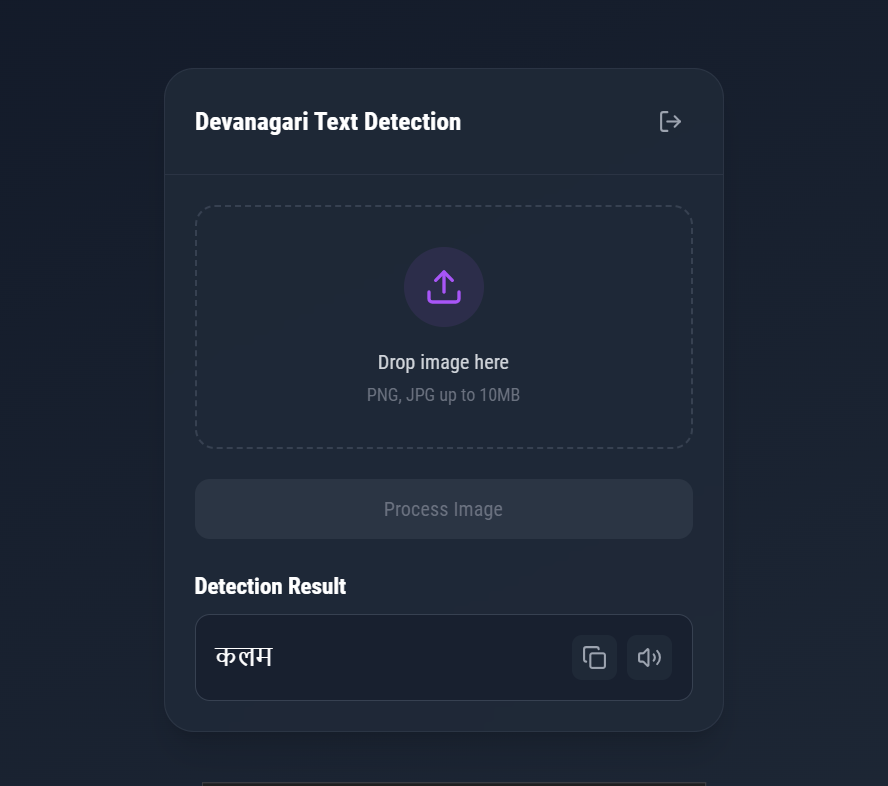 Devanagari Text Detection
Drop image here
PNG, JPG up to 10MB
Process Image
Detection Result
कलम